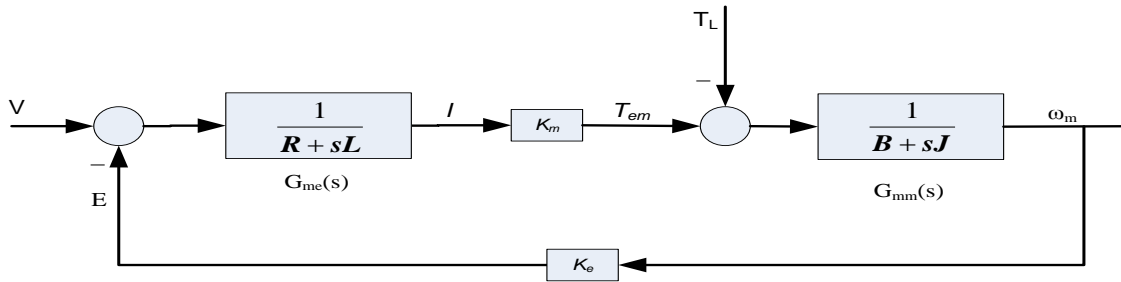 T_L
−
V
1
R + sL
I
K_m
T_em
1
B + sJ
ω_m
−
G_me(s)
G_mm(s)
E
K_e